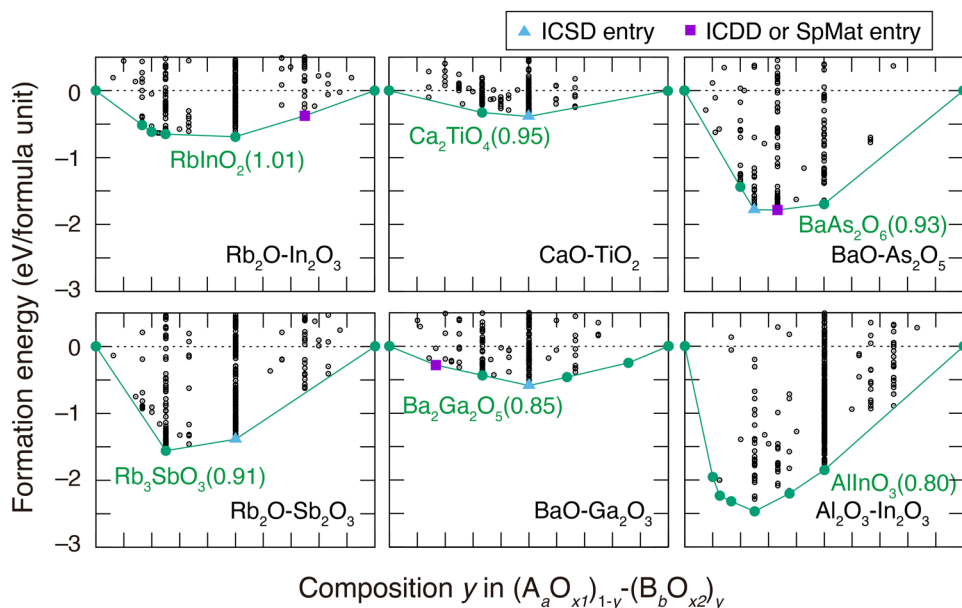 ICSD entry ICDD or SpMat entry
Formation energy (eV/formula unit)
0
−1
−2
−3
RbInO₂(1.01)
Rb₂O-In₂O₃
Ca₂TiO₄(0.95)
CaO-TiO₂
BaAs₂O₆(0.93)
BaO-As₂O₅
0
−1
−2
−3
Rb₃SbO₃(0.91)
Rb₂O-Sb₂O₃
Ba₂Ga₂O₅(0.85)
BaO-Ga₂O₃
AlInO₃(0.80)
Al₂O₃-In₂O₃
Composition y in (AₐOₓ₁)₁₋y-(B_bOₓ₂)y